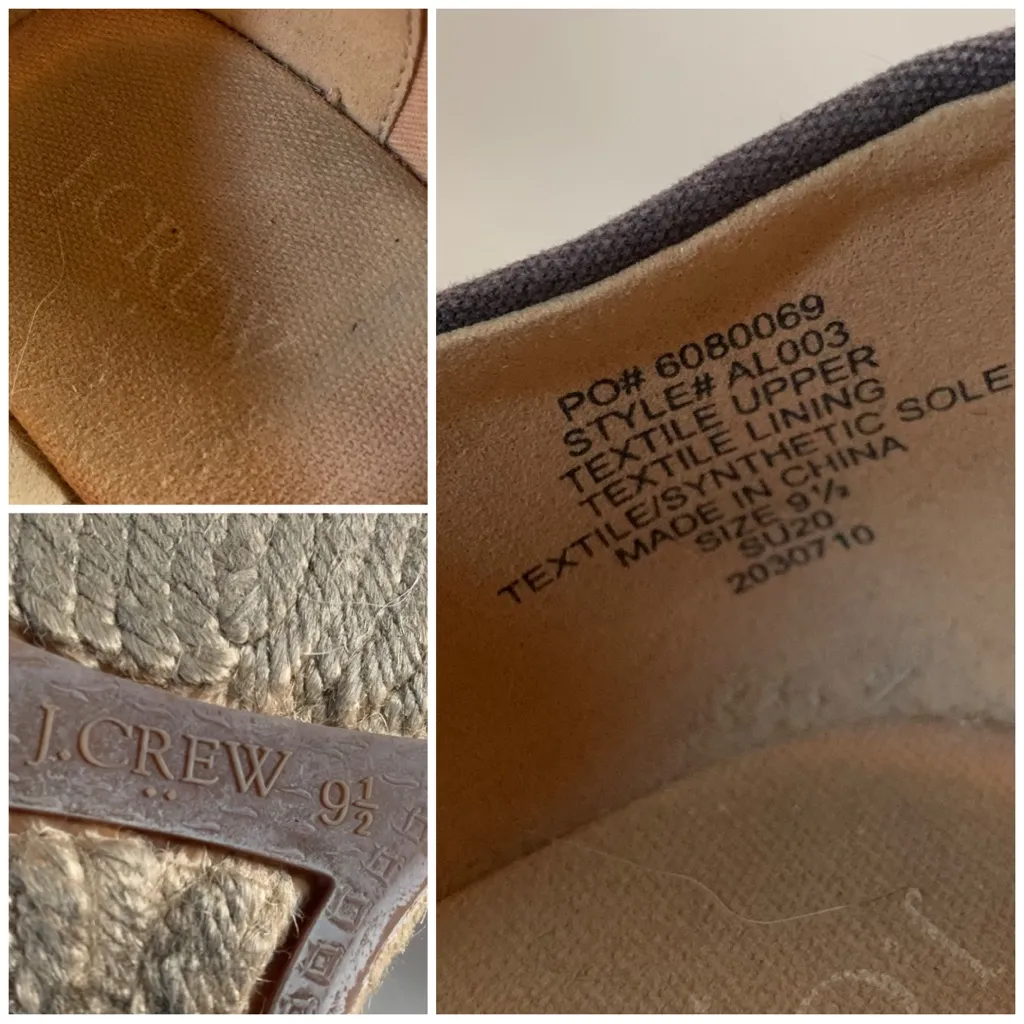 J.CREW
PO# 6080069
STYLE# AL003
TEXTILE UPPER
TEXTILE LINING
TEXTILE/SYNTHETIC SOLE
MADE IN CHINA
SIZE 9½
SU20
2030710
J.CREW 9½